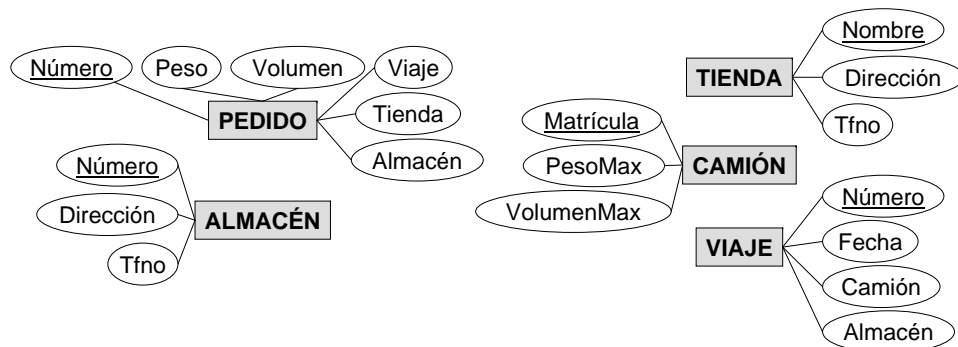 Número
Peso
Volumen
Viaje
PEDIDO
Tienda
Almacén
Número
Dirección
ALMACÉN
Tfno
Nombre
TIENDA
Dirección
Tfno
Matrícula
PesoMax
CAMIÓN
VolumenMax
Número
VIAJE
Fecha
Camión
Almacén